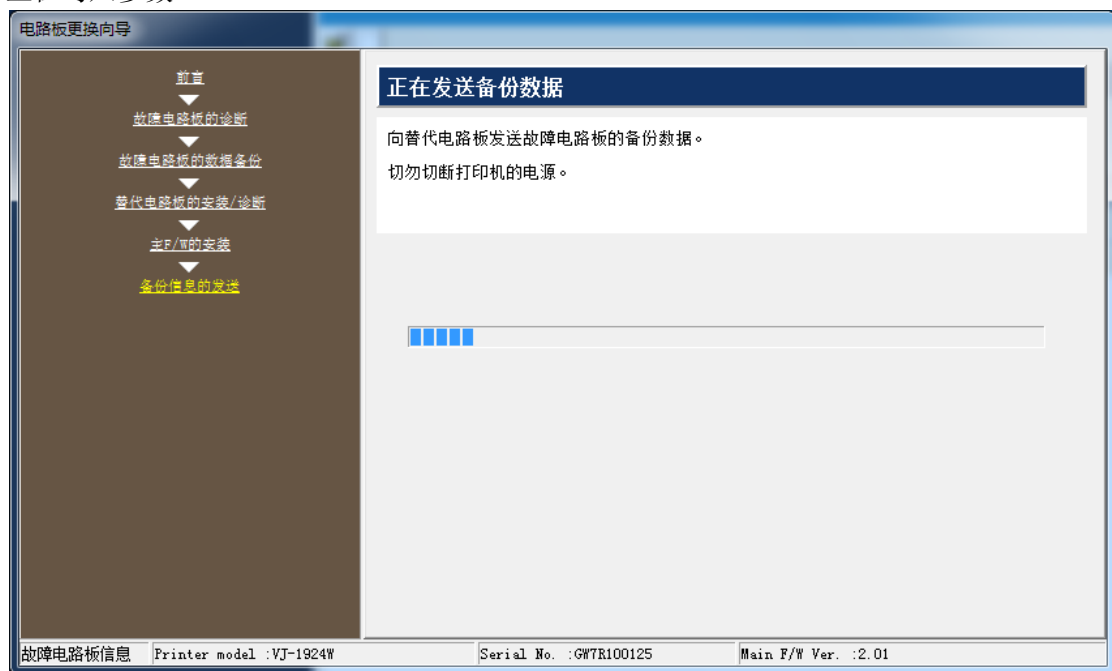 电路板更换向导
前言
故障电路板的诊断
故障电路板的数据备份
替代电路板的安装/诊断
主F/W的安装
备份信息的发送
正在发送备份数据
向替代电路板发送故障电路板的备份数据。
切勿切断打印机的电源。
故障电路板信息 Printer model :VJ-1924W Serial No. :GW7R100125 Main F/W Ver. :2.01